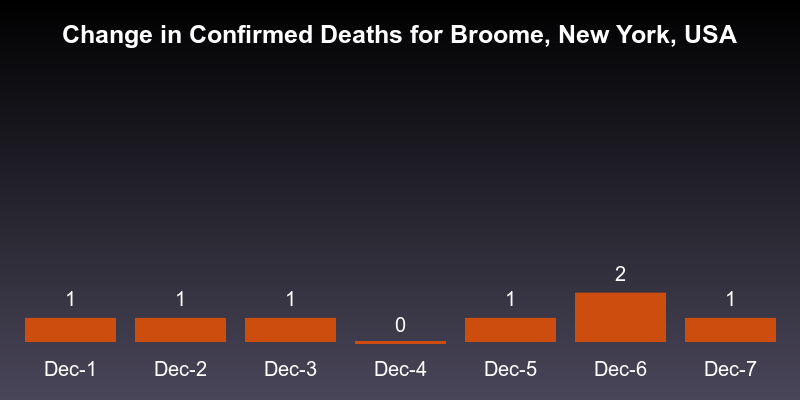 Change in Confirmed Deaths for Broome, New York, USA
2
1 1 1 1 1
0
Dec-1 Dec-2 Dec-3 Dec-4 Dec-5 Dec-6 Dec-7